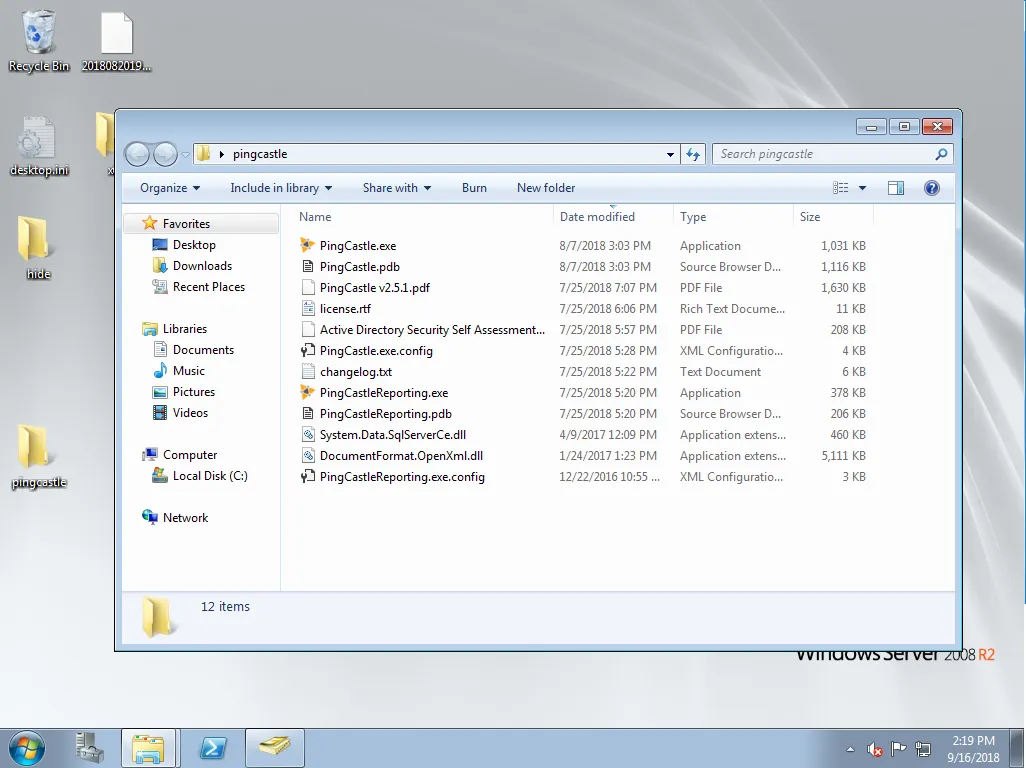 Recycle Bin
2018082019...
desktop.ini
x
hide
pingcastle
pingcastle
Search pingcastle
Organize
Include in library
Share with
Burn
New folder
Favorites
Desktop
Downloads
Recent Places
Libraries
Documents
Music
Pictures
Videos
Computer
Local Disk (C:)
Network
Name Date modified Type Size
PingCastle.exe 8/7/2018 3:03 PM Application 1,031 KB
PingCastle.pdb 8/7/2018 3:03 PM Source Browser D... 1,116 KB
PingCastle v2.5.1.pdf 7/25/2018 7:07 PM PDF File 1,630 KB
license.rtf 7/25/2018 6:06 PM Rich Text Docume... 11 KB
Active Directory Security Self Assessment... 7/25/2018 5:57 PM PDF File 208 KB
PingCastle.exe.config 7/25/2018 5:28 PM XML Configuratio... 4 KB
changelog.txt 7/25/2018 5:22 PM Text Document 6 KB
PingCastleReporting.exe 7/25/2018 5:20 PM Application 378 KB
PingCastleReporting.pdb 7/25/2018 5:20 PM Source Browser D... 206 KB
System.Data.SqlServerCe.dll 4/9/2017 12:09 PM Application extens... 460 KB
DocumentFormat.OpenXml.dll 1/24/2017 1:23 PM Application extens... 5,111 KB
PingCastleReporting.exe.config 12/22/2016 10:55 ... XML Configuratio... 3 KB
12 items
Windows Server 2008 R2
2:19 PM
9/16/2018